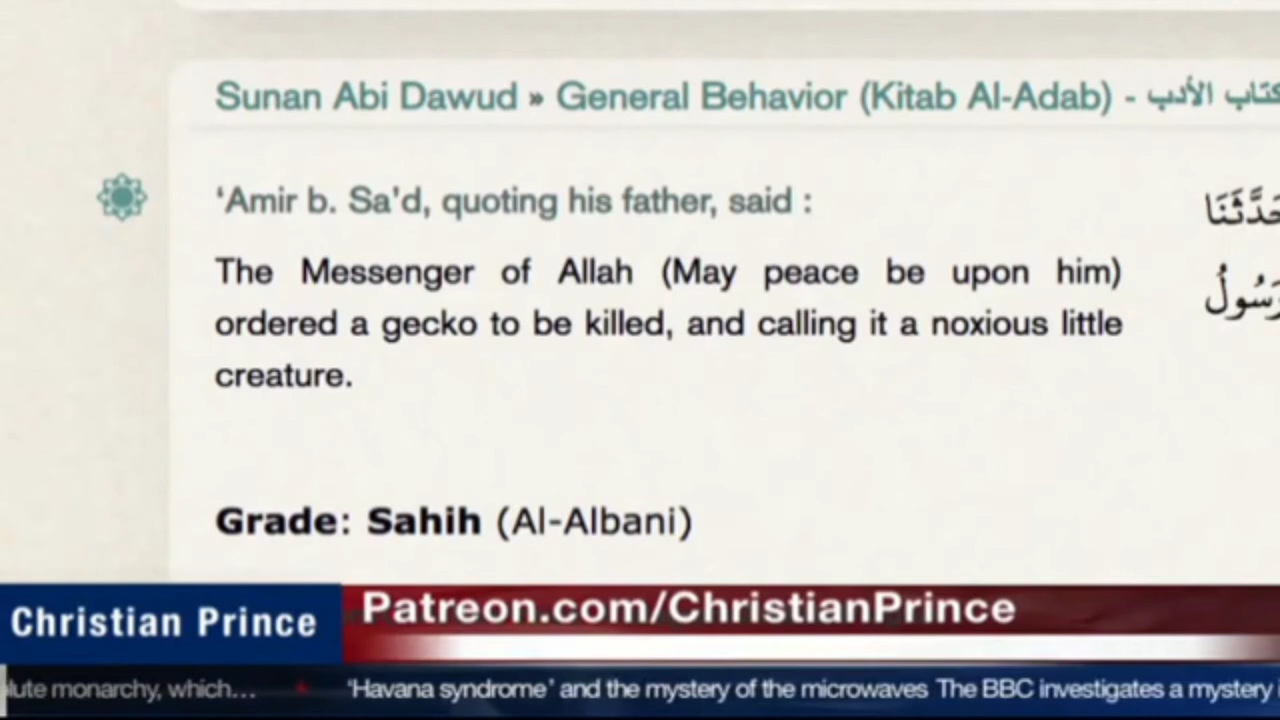 Sunan Abi Dawud » General Behavior (Kitab Al-Adab) - كتاب الأدب
‘Amir b. Sa'd, quoting his father, said :
The Messenger of Allah (May peace be upon him)
ordered a gecko to be killed, and calling it a noxious little
creature.
Grade: Sahih (Al-Albani)
Christian Prince
Patreon.com/ChristianPrince
monarchy, which...
‘Havana syndrome’ and the mystery of the microwaves The BBC investigates a mystery